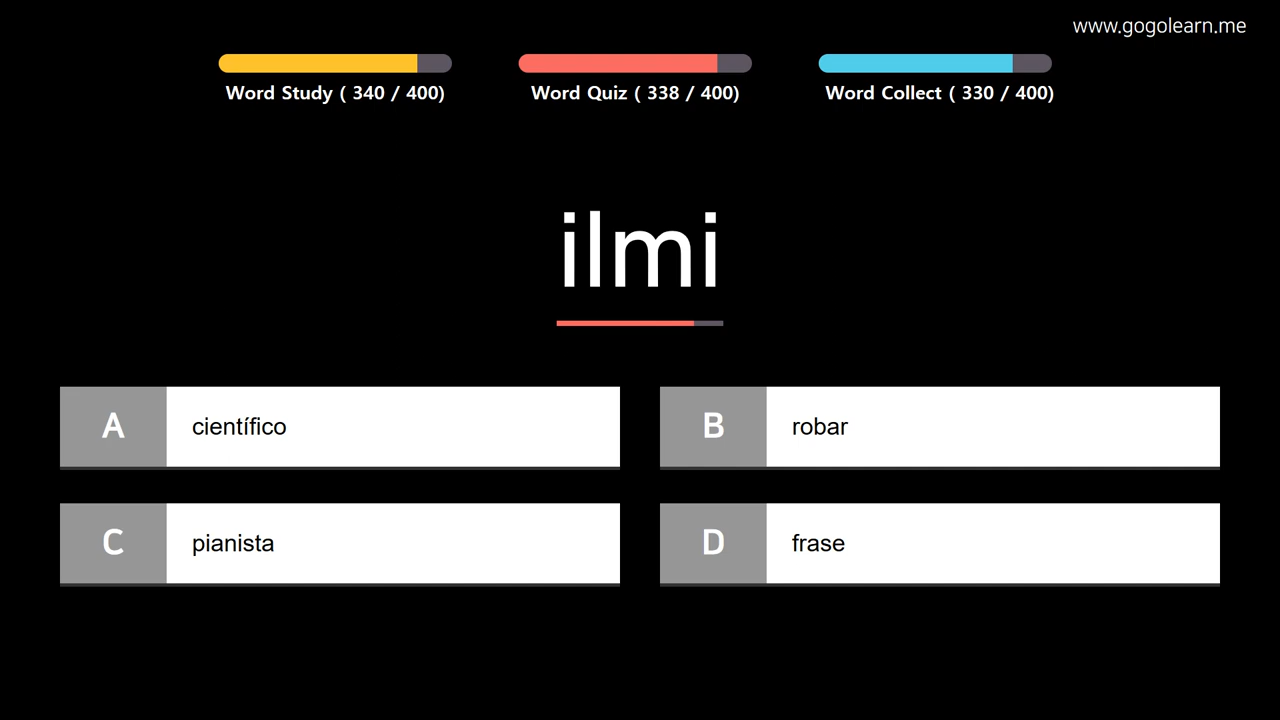 www.gogolearn.me
Word Study ( 340 / 400)
Word Quiz ( 338 / 400)
Word Collect ( 330 / 400)
ilmi
A científico
B robar
C pianista
D frase